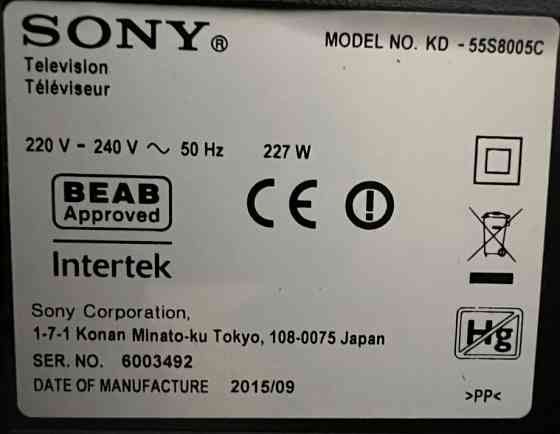 SONY®
MODEL NO. KD - 55S8005C
Television
Téléviseur
220 V - 240 V ~ 50 Hz 227 W
BEAB
Approved
CE
Intertek
Sony Corporation,
1-7-1 Konan Minato-ku Tokyo, 108-0075 Japan
Hg
SER. NO. 6003492
DATE OF MANUFACTURE 2015/09
>PP<